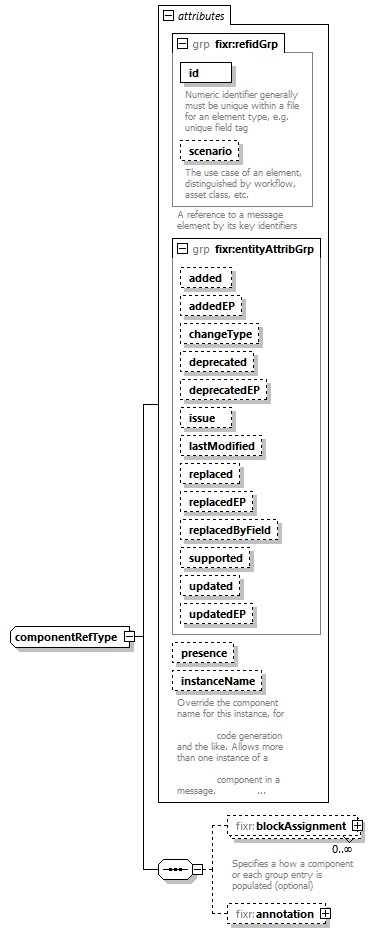 attributes
grp fixr:refidGrp
id
Numeric identifier generally
must be unique within a file
for an element type, e.g.
unique field tag
scenario
The use case of an element,
distinguished by workflow,
asset class, etc.
A reference to a message
element by its key identifiers
grp fixr:entityAttribGrp
added
addedEP
changeType
deprecated
deprecatedEP
issue
lastModified
replaced
replacedEP
replacedByField
supported
updated
updatedEP
componentRefType
presence
instanceName
Override the component
name for this instance, for
code generation
and the like. Allows more
than one instance of a
component in a
message. ...
fixr:blockAssignment
0..∞
Specifies a how a component
or each group entry is
populated (optional)
fixr:annotation